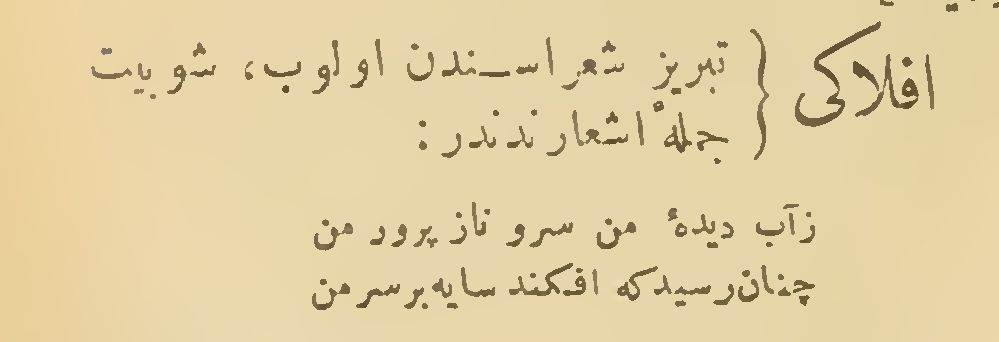 افلاکی { تبریز شعراسـندن اولوب، شو بیت
جملهٔ اشعارندندر :
زآب دیدهٔ من سرو ناز پرور من
چنان رسید که افکند سایه بر سر من